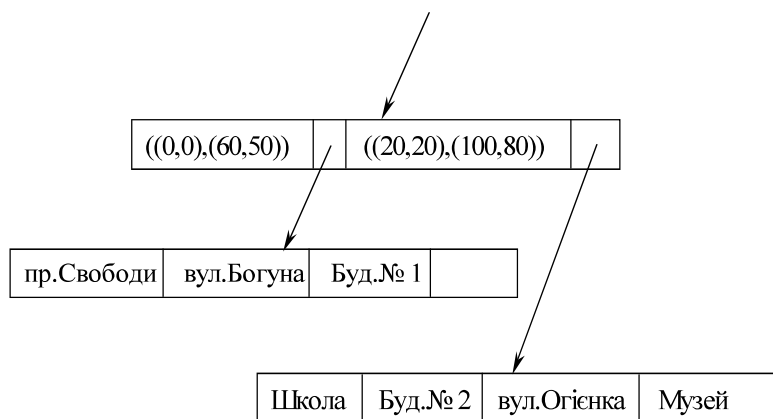 ((0,0),(60,50)) ((20,20),(100,80))
пр.Свободи вул.Богуна Буд.№ 1
Школа Буд.№ 2 вул.Огієнка Музей